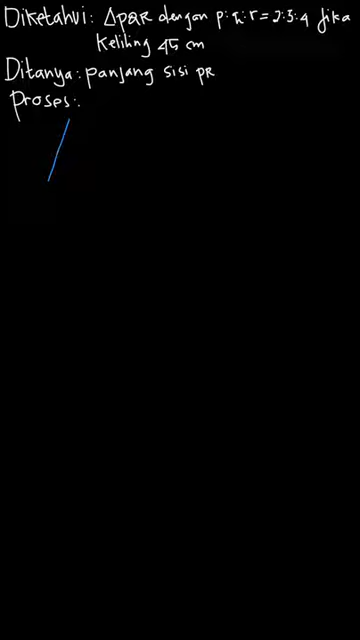 Diketahui: ΔPQR dengan p:q:r = 2:3:4 jika
Keliling 45 cm
Ditanya: panjang sisi PR
Proses: